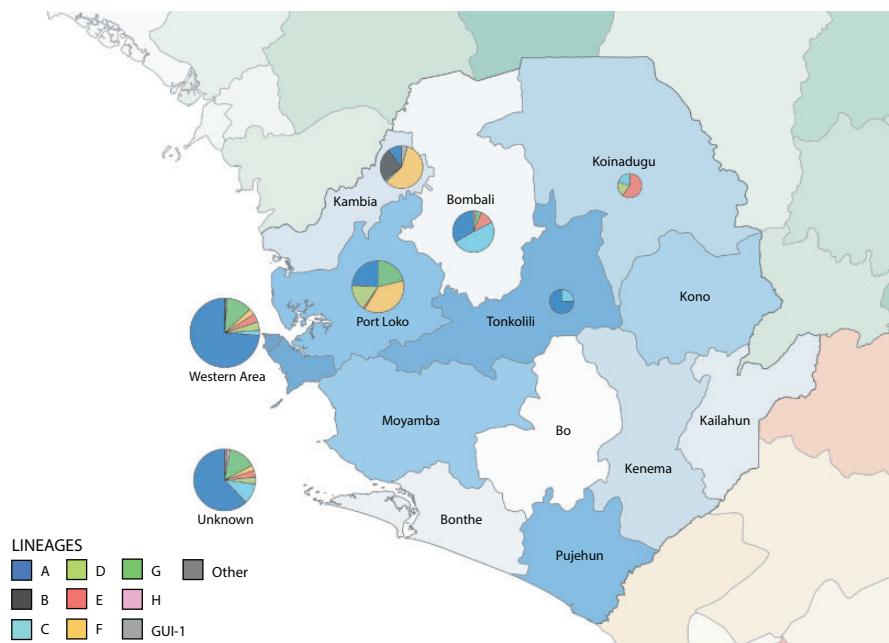 Koinadugu
Kambia
Bombali
Kono
Port Loko
Tonkolili
Western Area
Moyamba
Bo
Kailahun
Kenema
Unknown
Bonthe
Pujehun
LINEAGES
A D G Other
B E H
C F GUI-1